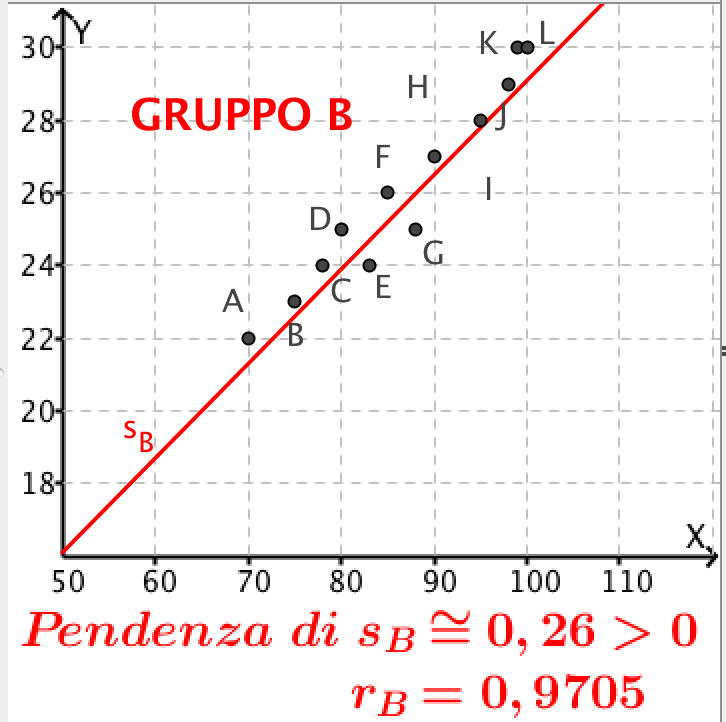 Y
30
K
L
H
GRUPPO B
28
J
F
26
I
D
G
24
C
E
A
22
B
20
s_B
18
X
50 60 70 80 90 100 110
Pendenza di s_B ≅ 0,26 > 0
r_B = 0,9705